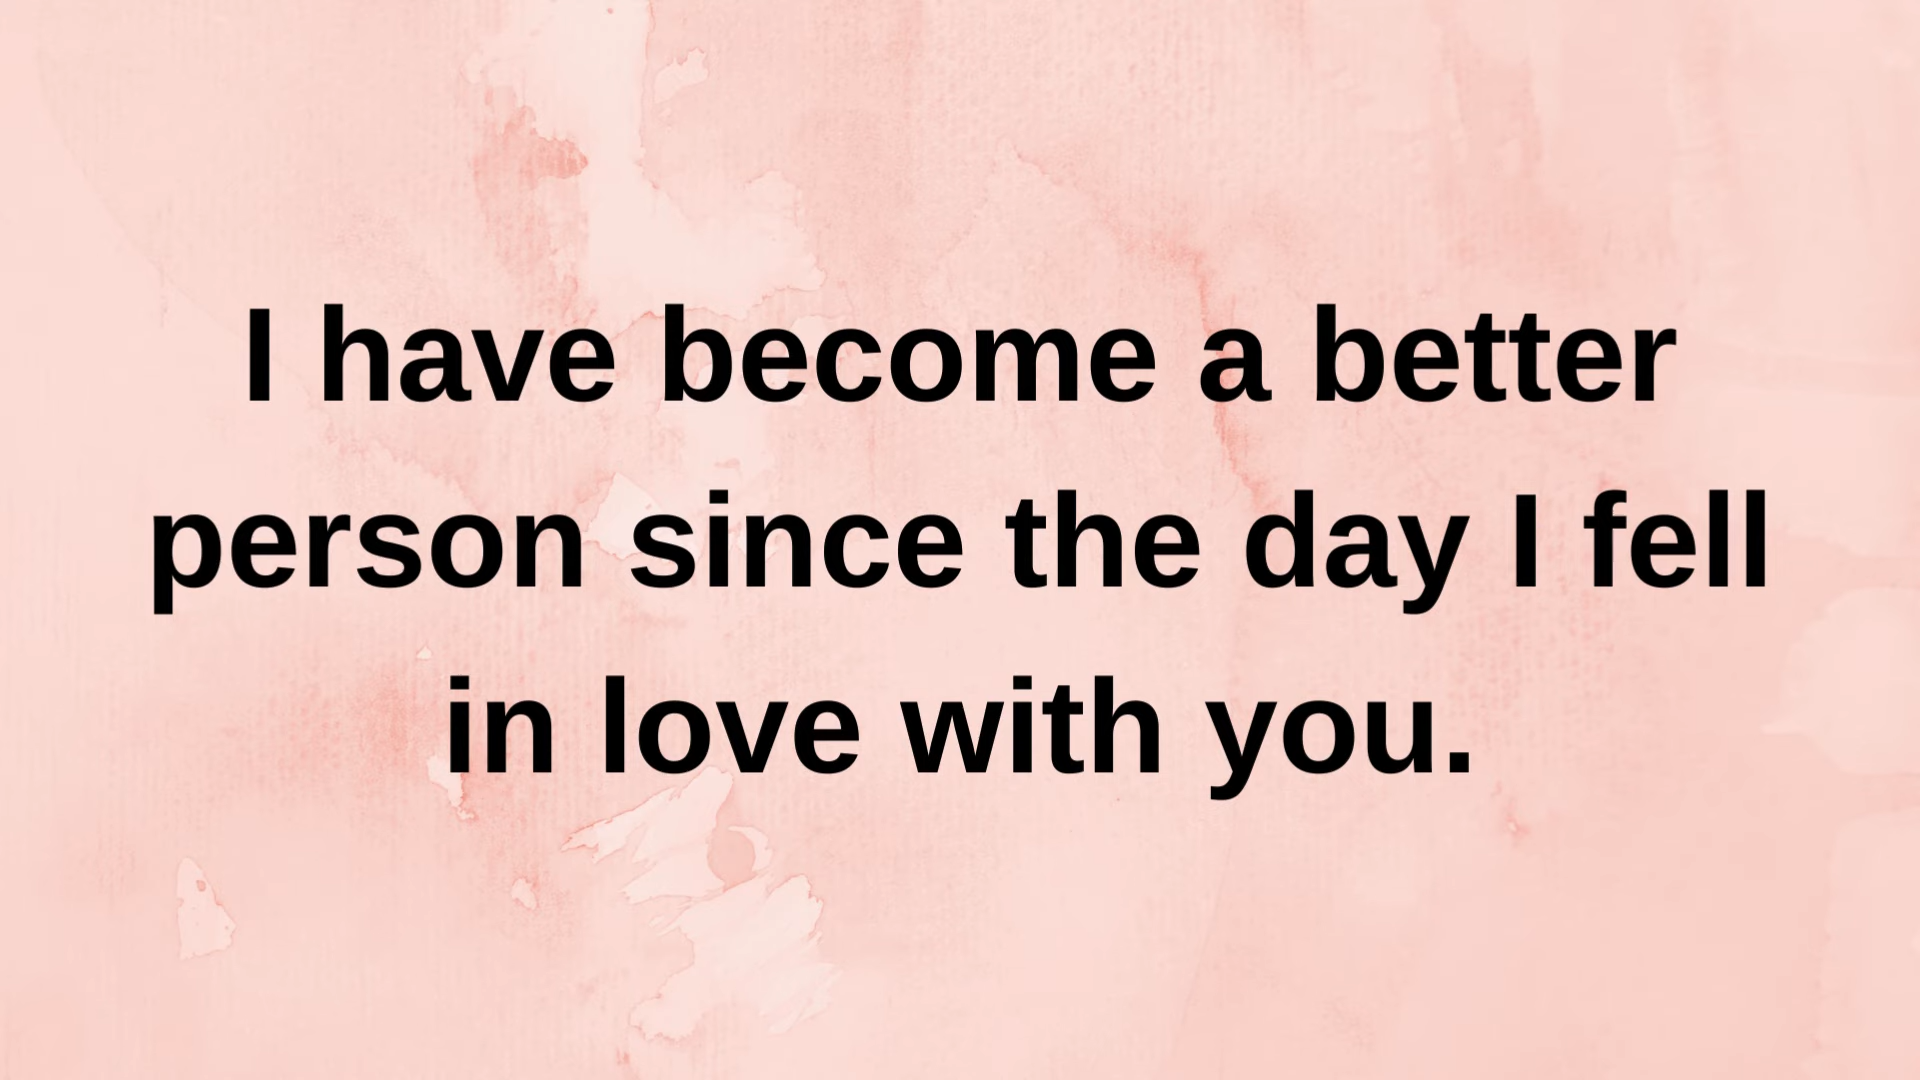 I have become a better
person since the day I fell
in love with you.